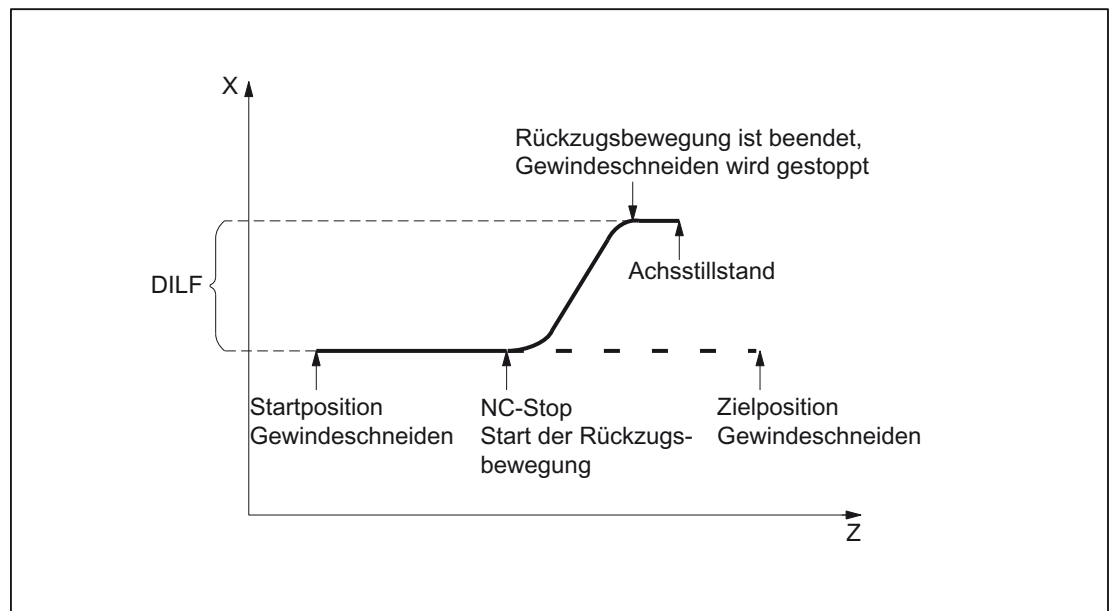 X
Rückzugsbewegung ist beendet,
Gewindeschneiden wird gestoppt
Achsstillstand
DILF
Startposition
Gewindeschneiden
NC-Stop
Start der Rückzugs-
bewegung
Zielposition
Gewindeschneiden
Z